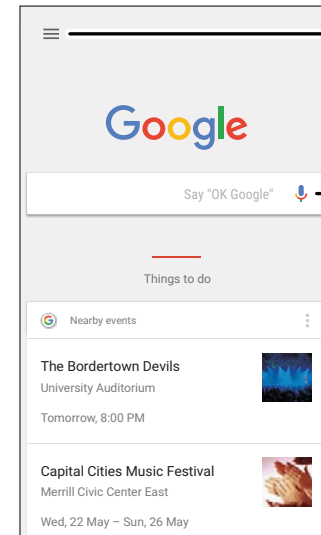 Google
Say "OK Google"
Things to do
Nearby events
The Bordertown Devils
University Auditorium
Tomorrow, 8:00 PM
Capital Cities Music Festival
Merrill Civic Center East
Wed, 22 May – Sun, 26 May